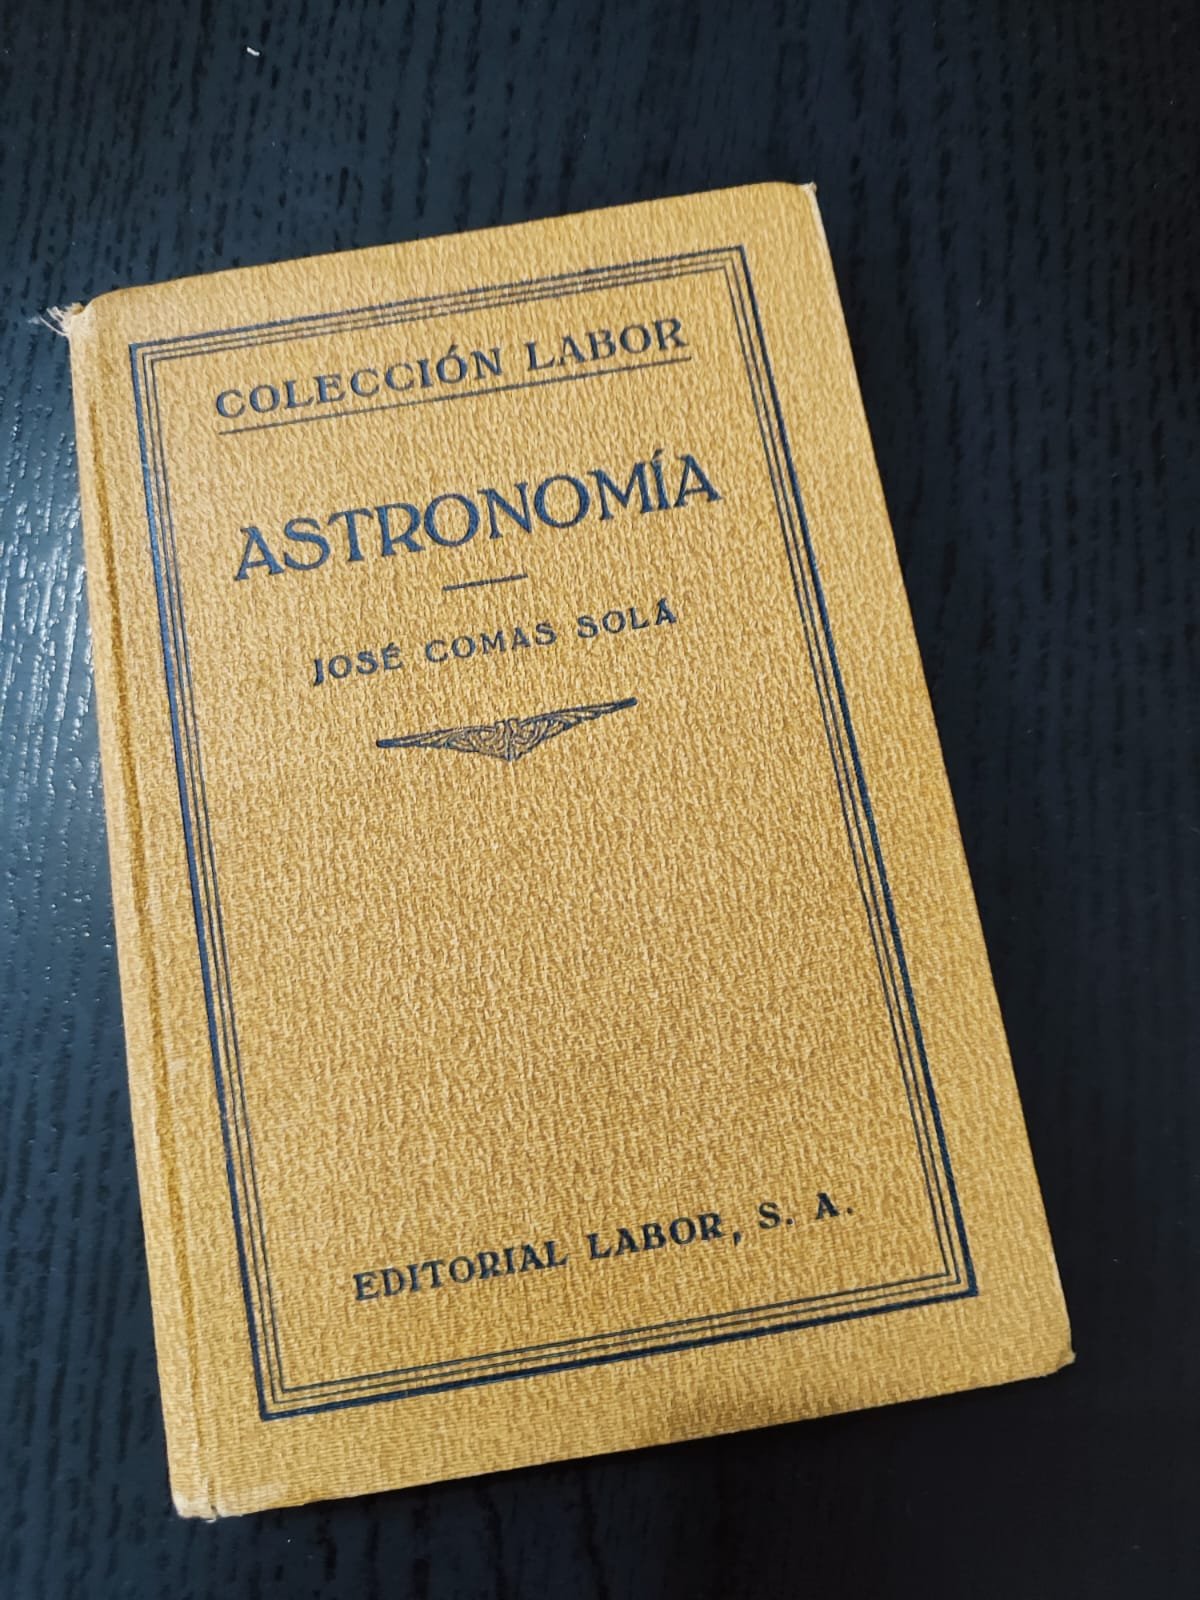 COLECCIÓN LABOR
ASTRONOMÍA
JOSÉ COMAS SOLÁ
EDITORIAL LABOR, S. A.